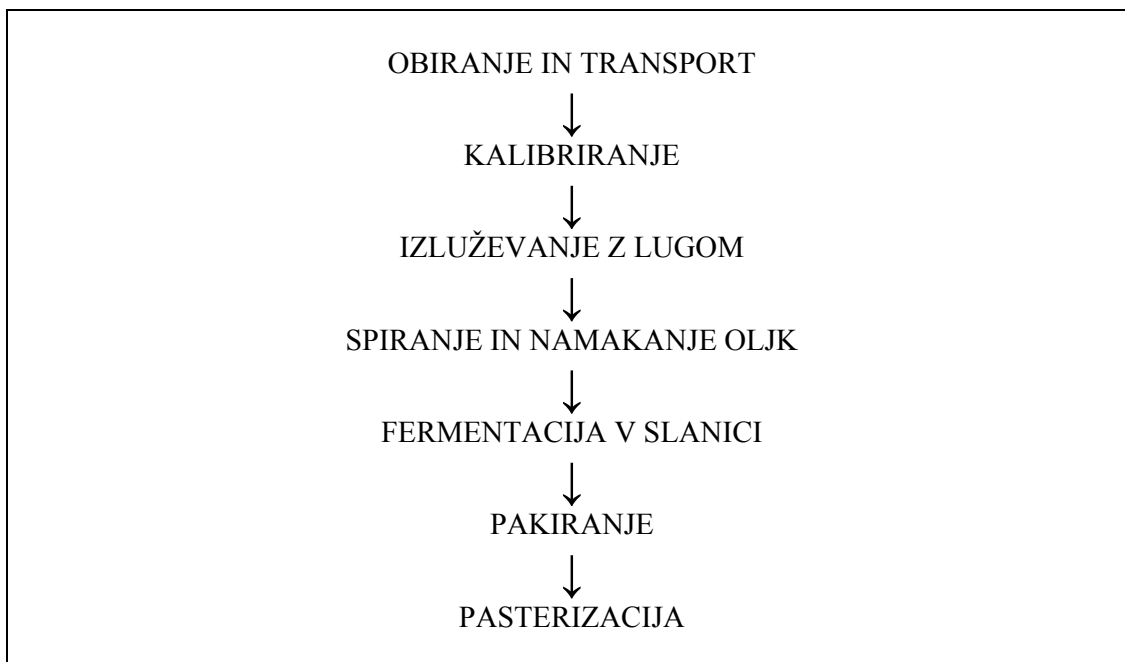 OBIRANJE IN TRANSPORT
KALIBRIRANJE
IZLUŽEVANJE Z LUGOM
SPIRANJE IN NAMAKANJE OLJK
FERMENTACIJA V SLANICI
PAKIRANJE
PASTERIZACIJA